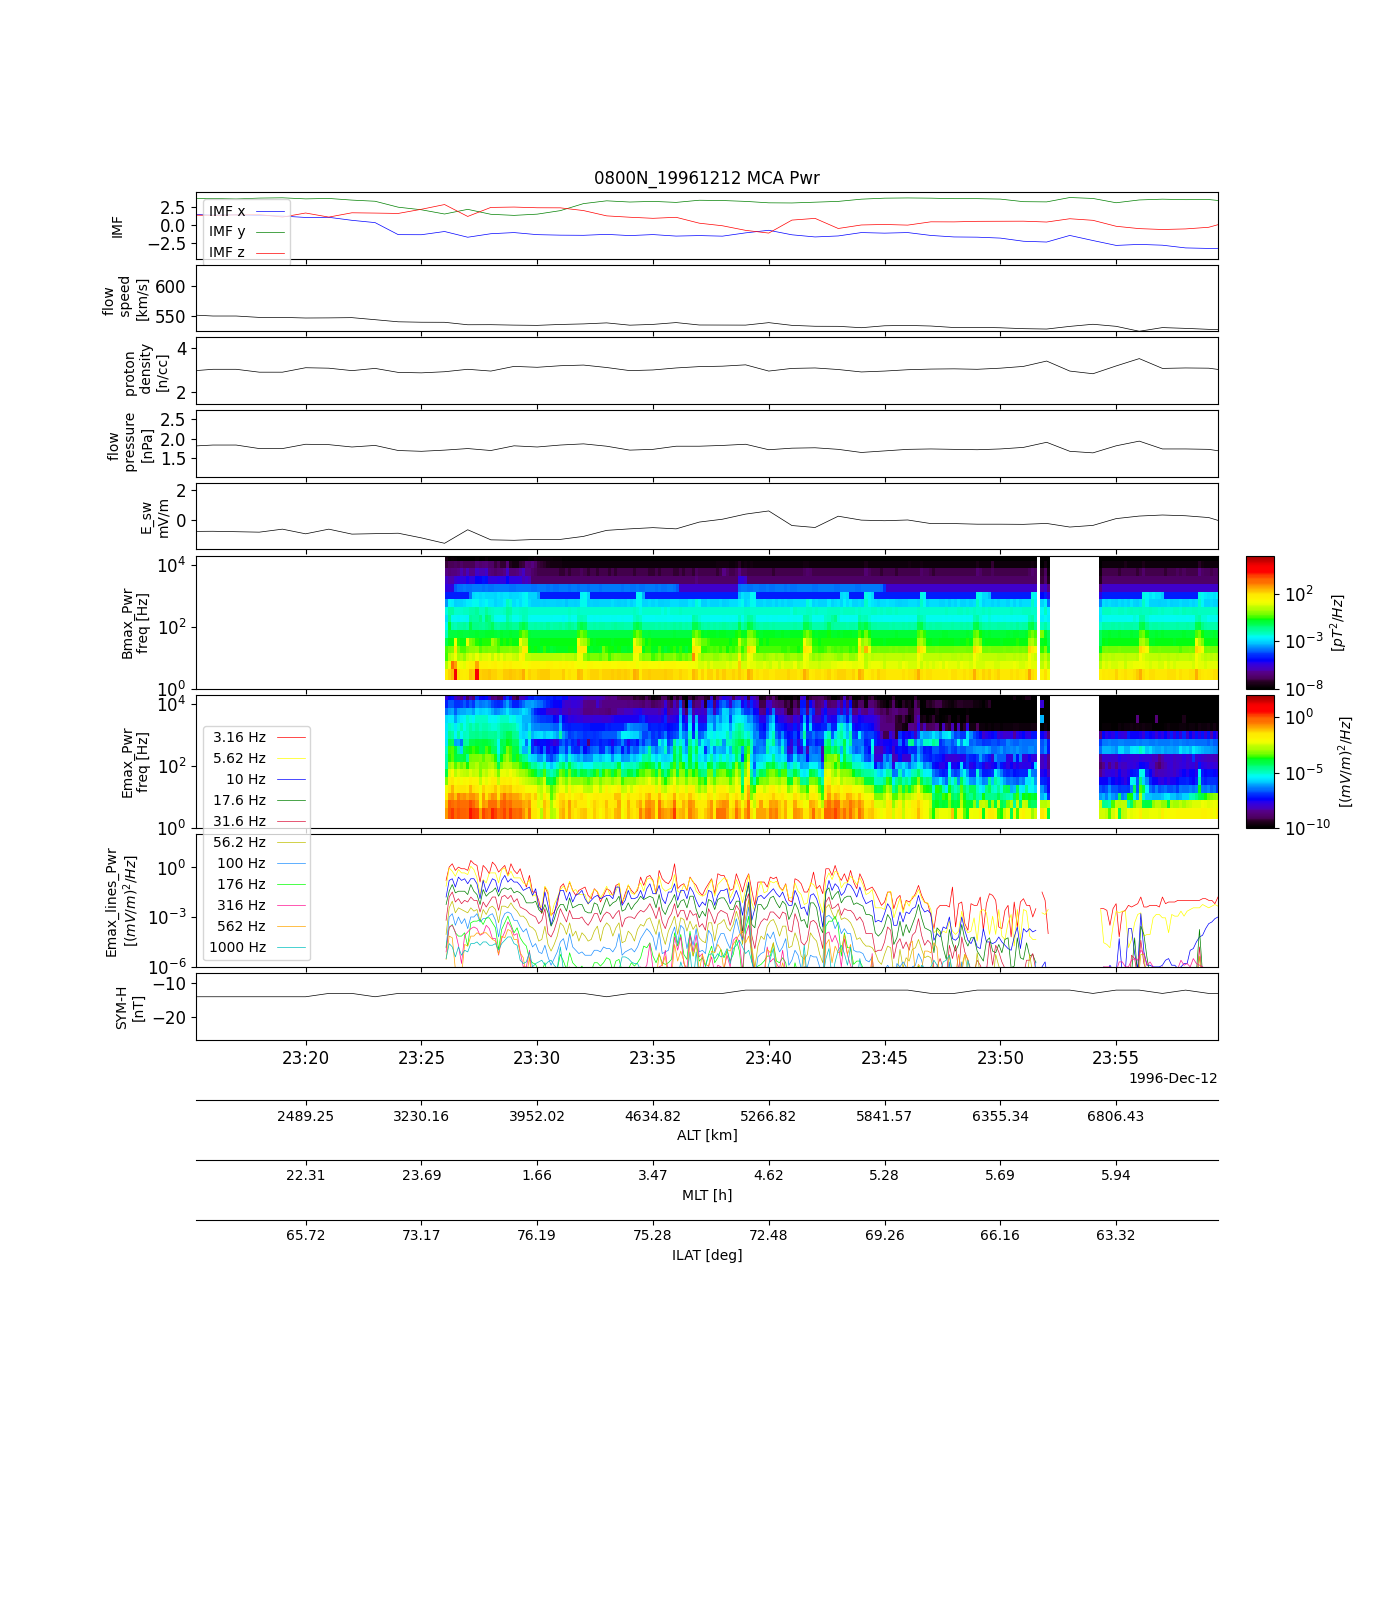 0800N_19961212 MCA Pwr
IMF
2.5
0.0
−2.5
IMF x
IMF y
IMF z
flow
speed
[km/s]
600
550
proton
density
[n/cc]
4
2
flow
pressure
[nPa]
2.5
2.0
1.5
E_sw
mV/m
2
0
Bmax_Pwr
freq [Hz]
10^4
10^2
10^0
10^2
10^−3
10^−8
[pT^2/Hz]
Emax_Pwr
freq [Hz]
10^4
10^2
10^0
10^0
10^−5
10^−10
[(mV/m)^2/Hz]
3.16 Hz
5.62 Hz
10 Hz
17.6 Hz
31.6 Hz
56.2 Hz
100 Hz
176 Hz
316 Hz
562 Hz
1000 Hz
Emax_lines_Pwr
[(mV/m)^2/Hz]
10^0
10^−3
10^−6
SYM-H
[nT]
−10
−20
23:20 23:25 23:30 23:35 23:40 23:45 23:50 23:55
1996-Dec-12
2489.25 3230.16 3952.02 4634.82 5266.82 5841.57 6355.34 6806.43
ALT [km]
22.31 23.69 1.66 3.47 4.62 5.28 5.69 5.94
MLT [h]
65.72 73.17 76.19 75.28 72.48 69.26 66.16 63.32
ILAT [deg]